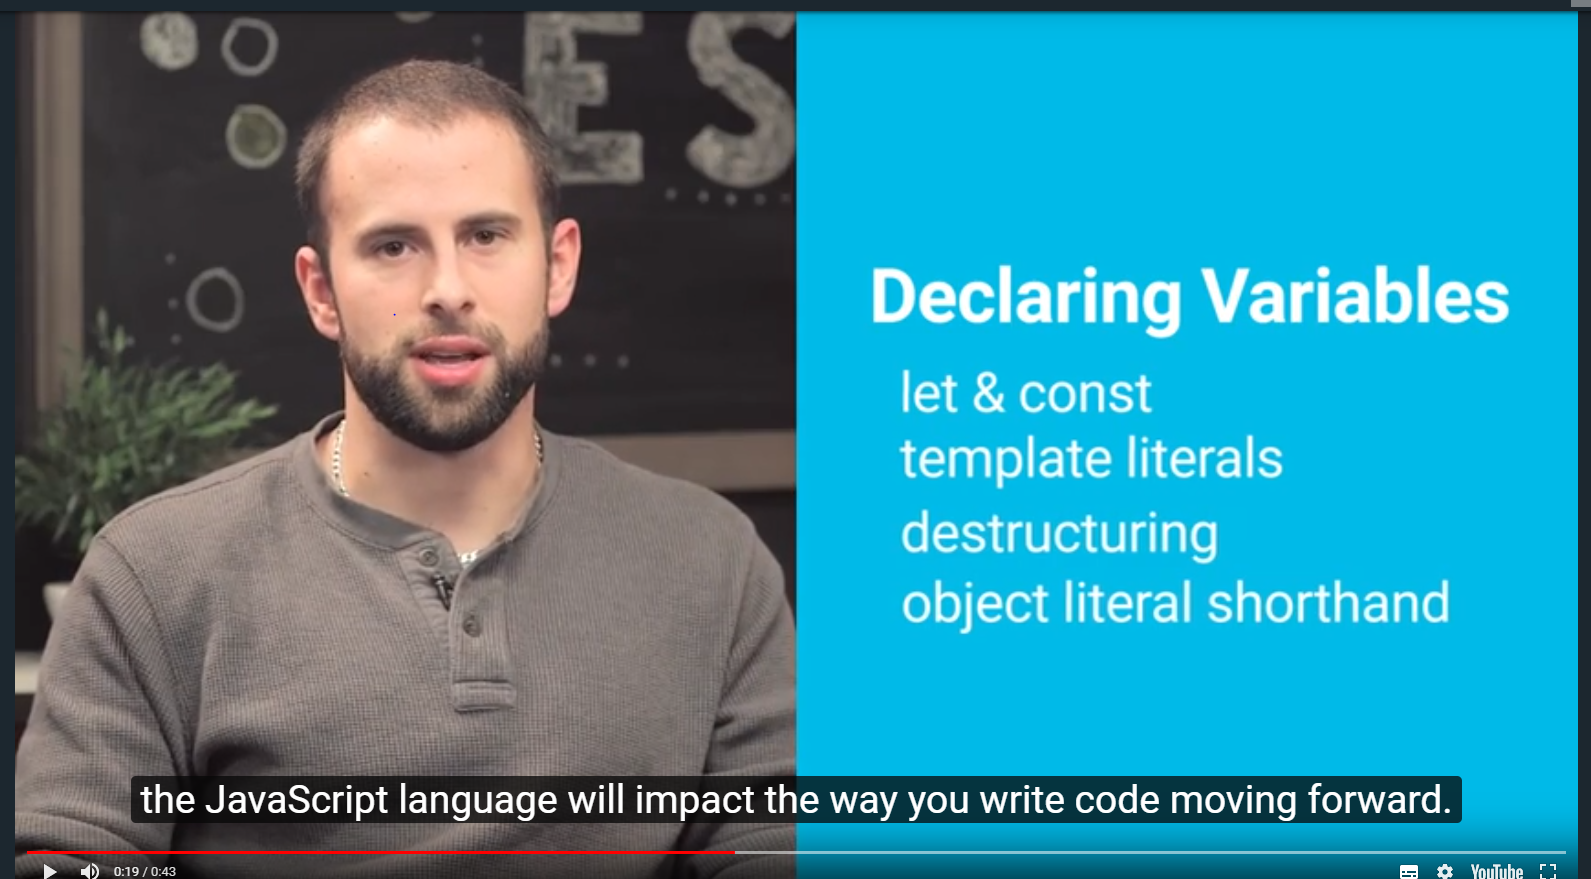 ES
Declaring Variables
let & const
template literals
destructuring
object literal shorthand
the JavaScript language will impact the way you write code moving forward.
0:19 / 0:43
YouTube